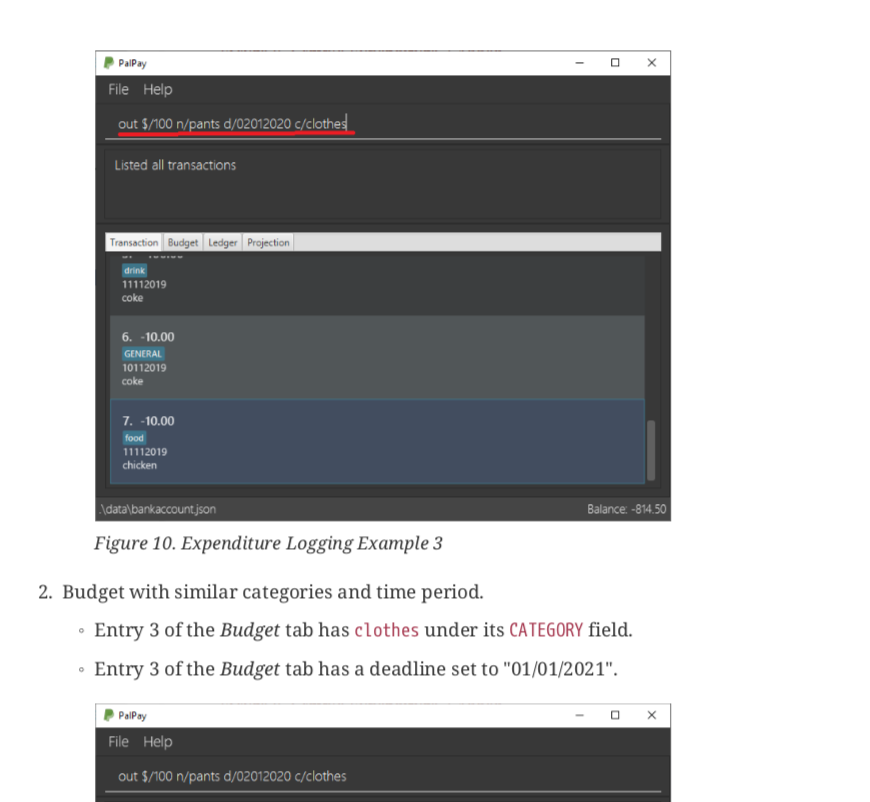 PalPay
File Help
out $/100 n/pants d/02012020 c/clothes
Listed all transactions
Transaction Budget Ledger Projection
drink
11112019
coke
6. -10.00
GENERAL
10112019
coke
7. -10.00
food
11112019
chicken
.\data\bankaccount.json Balance: -814.50
Figure 10. Expenditure Logging Example 3
2. Budget with similar categories and time period.
◦ Entry 3 of the Budget tab has clothes under its CATEGORY field.
◦ Entry 3 of the Budget tab has a deadline set to "01/01/2021".
PalPay
File Help
out $/100 n/pants d/02012020 c/clothes